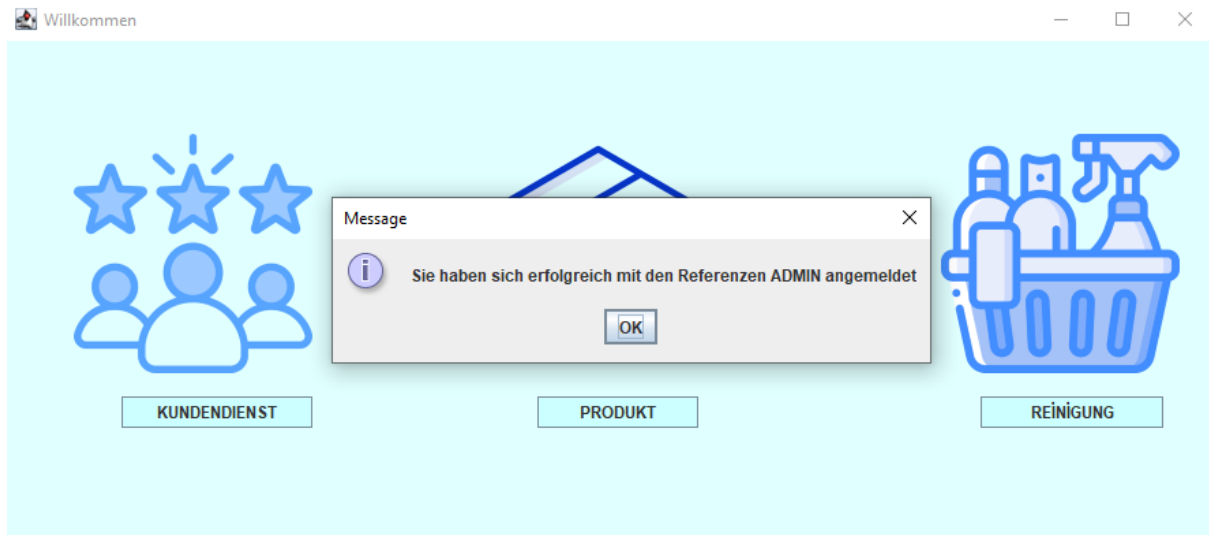 Willkommen
Message
Sie haben sich erfolgreich mit den Referenzen ADMIN angemeldet
OK
KUNDENDIENST
PRODUKT
REİNİGUNG